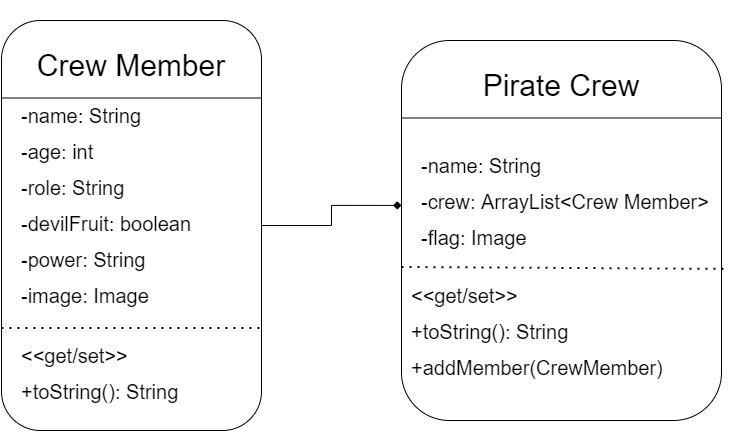 Crew Member
-name: String
-age: int
-role: String
-devilFruit: boolean
-power: String
-image: Image
<<get/set>>
+toString(): String
Pirate Crew
-name: String
-crew: ArrayList<Crew Member>
-flag: Image
<<get/set>>
+toString(): String
+addMember(CrewMember)